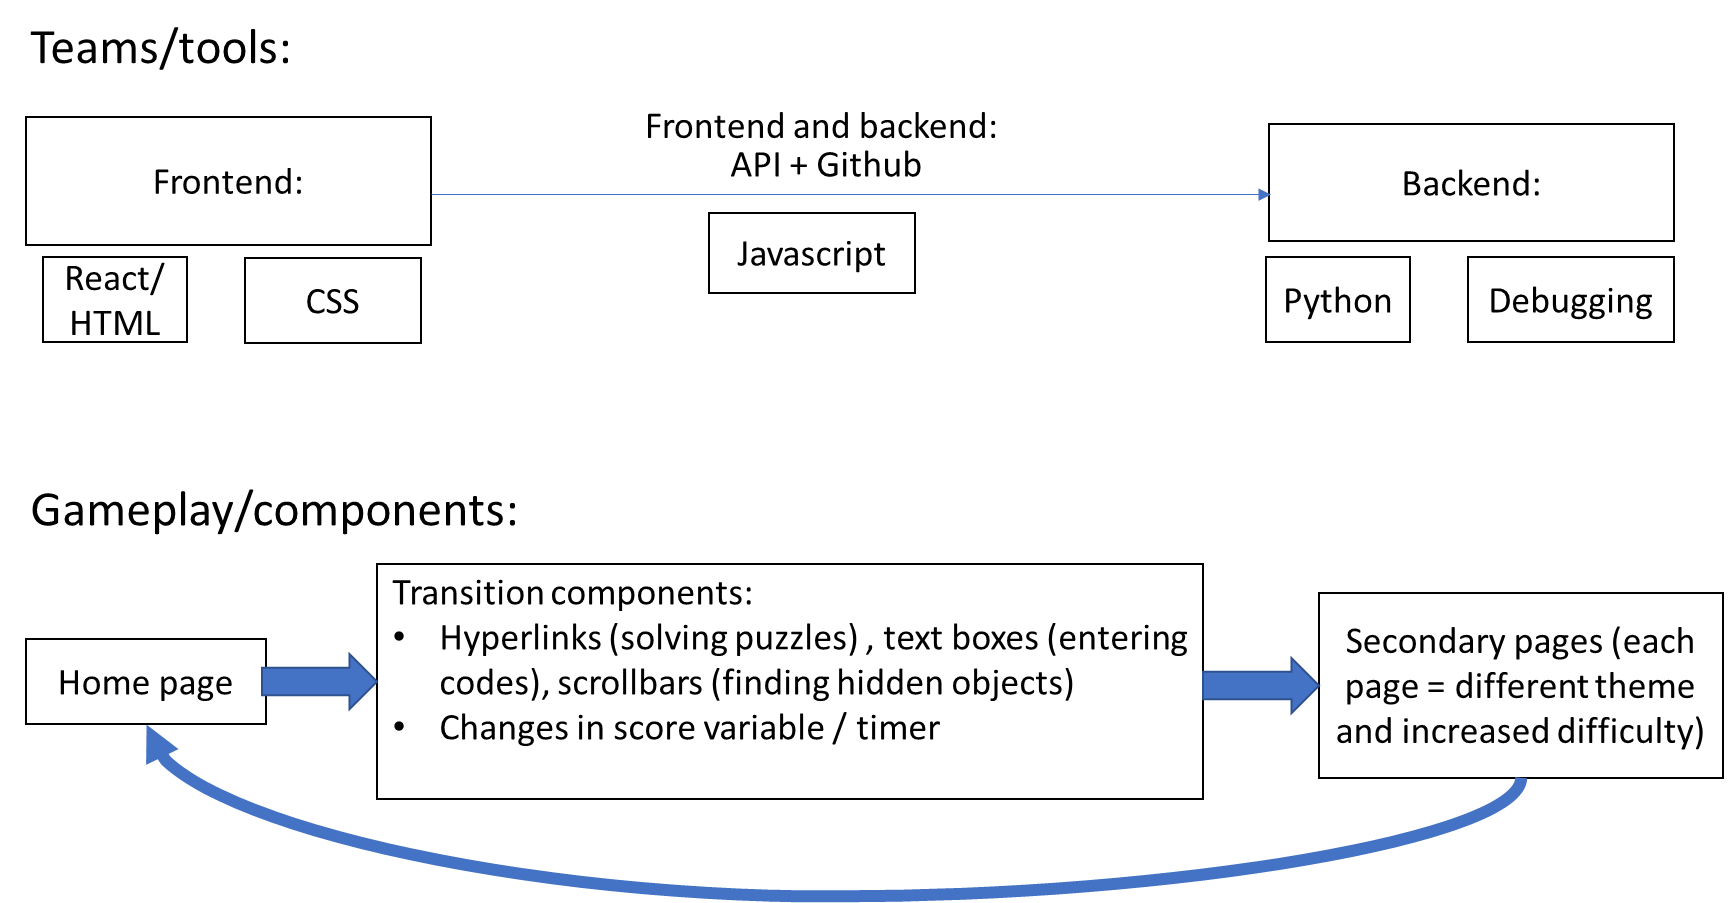 Teams/tools:
Frontend:
Frontend and backend:
API + Github
Backend:
React/
HTML
CSS
Javascript
Python
Debugging
Gameplay/components:
Home page
Transition components:
• Hyperlinks (solving puzzles) , text boxes (entering
codes), scrollbars (finding hidden objects)
• Changes in score variable / timer
Secondary pages (each
page = different theme
and increased difficulty)